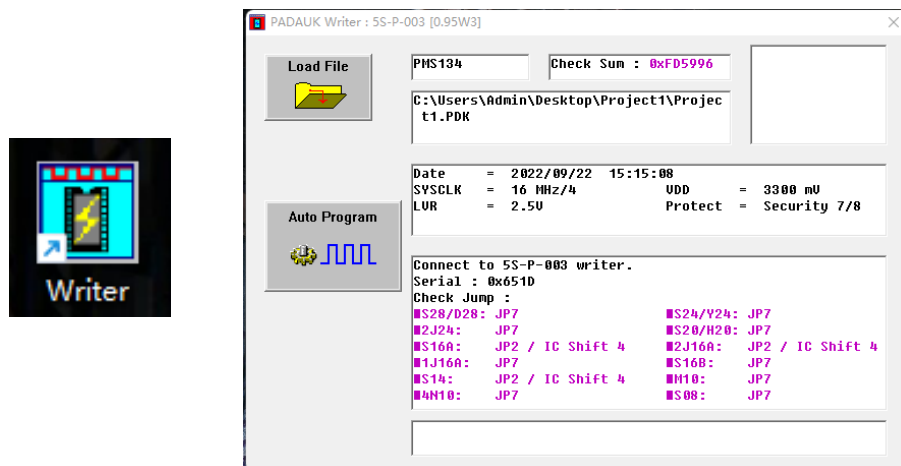 Writer
PADAUK Writer : 5S-P-003 [0.95W3]
Load File
PMS134
Check Sum : 0xFD5996
C:\Users\Admin\Desktop\Project1\Projec
t1.PDK
Date = 2022/09/22 15:15:08
SYSCLK = 16 MHz/4 VDD = 3300 mV
LVR = 2.5V Protect = Security 7/8
Auto Program
Connect to 5S-P-003 writer.
Serial : 0x651D
Check Jump :
■S28/D28: JP7 ■S24/Y24: JP7
■2J24: JP7 ■S20/H20: JP7
■S16A: JP2 / IC Shift 4 ■2J16A: JP2 / IC Shift 4
■1J16A: JP7 ■S16B: JP7
■S14: JP2 / IC Shift 4 ■M10: JP7
■4N10: JP7 ■S08: JP7